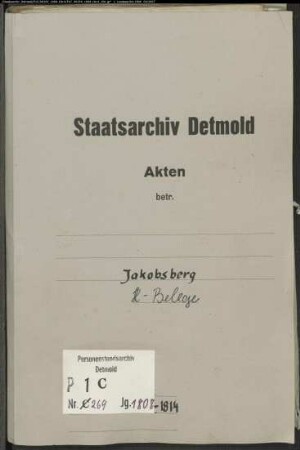 Staatsarchiv Detmold
Akten
betr.
Jakobsberg
R-Belege
Personenstandsarchiv
Detmold
P 1 C
Nr. 269 Jg. 1808-1814